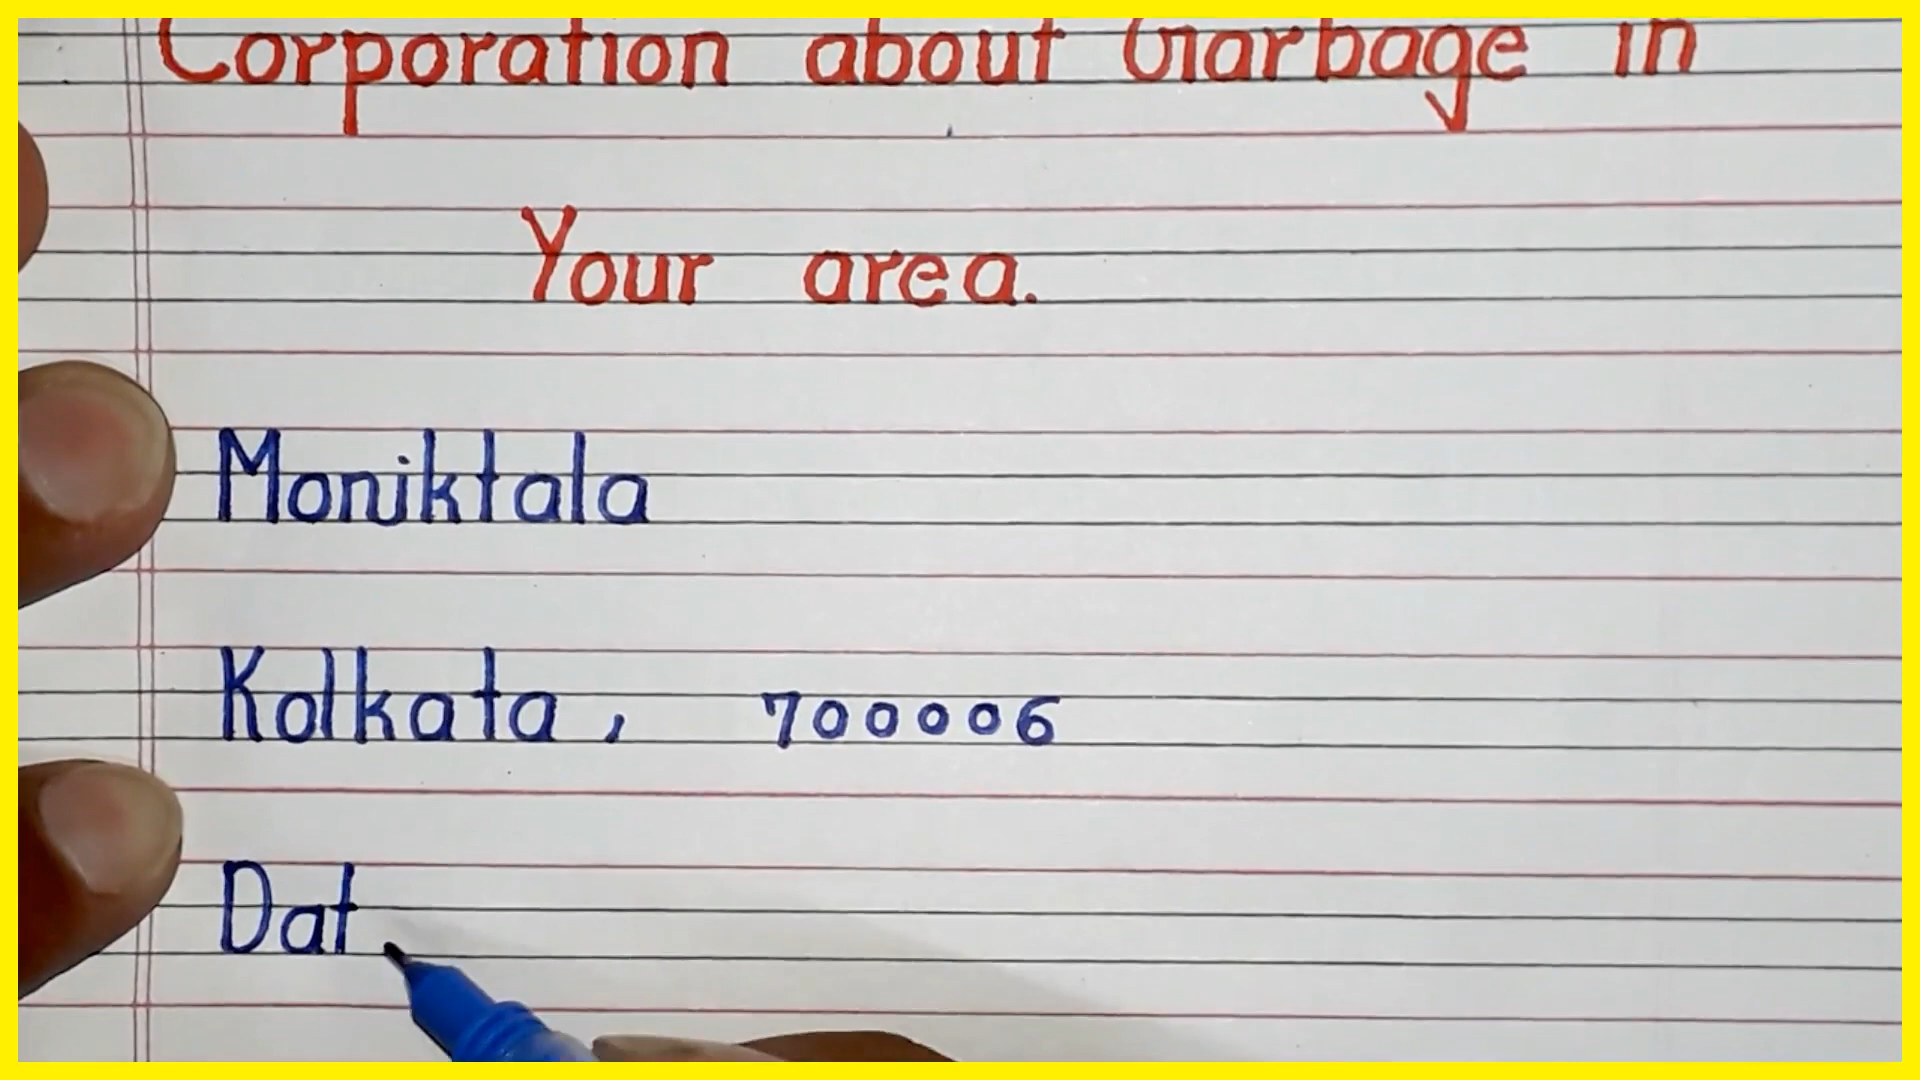 Corporation about Garbage in
Your area.
Moniktala
Kolkata, 700006
Dat